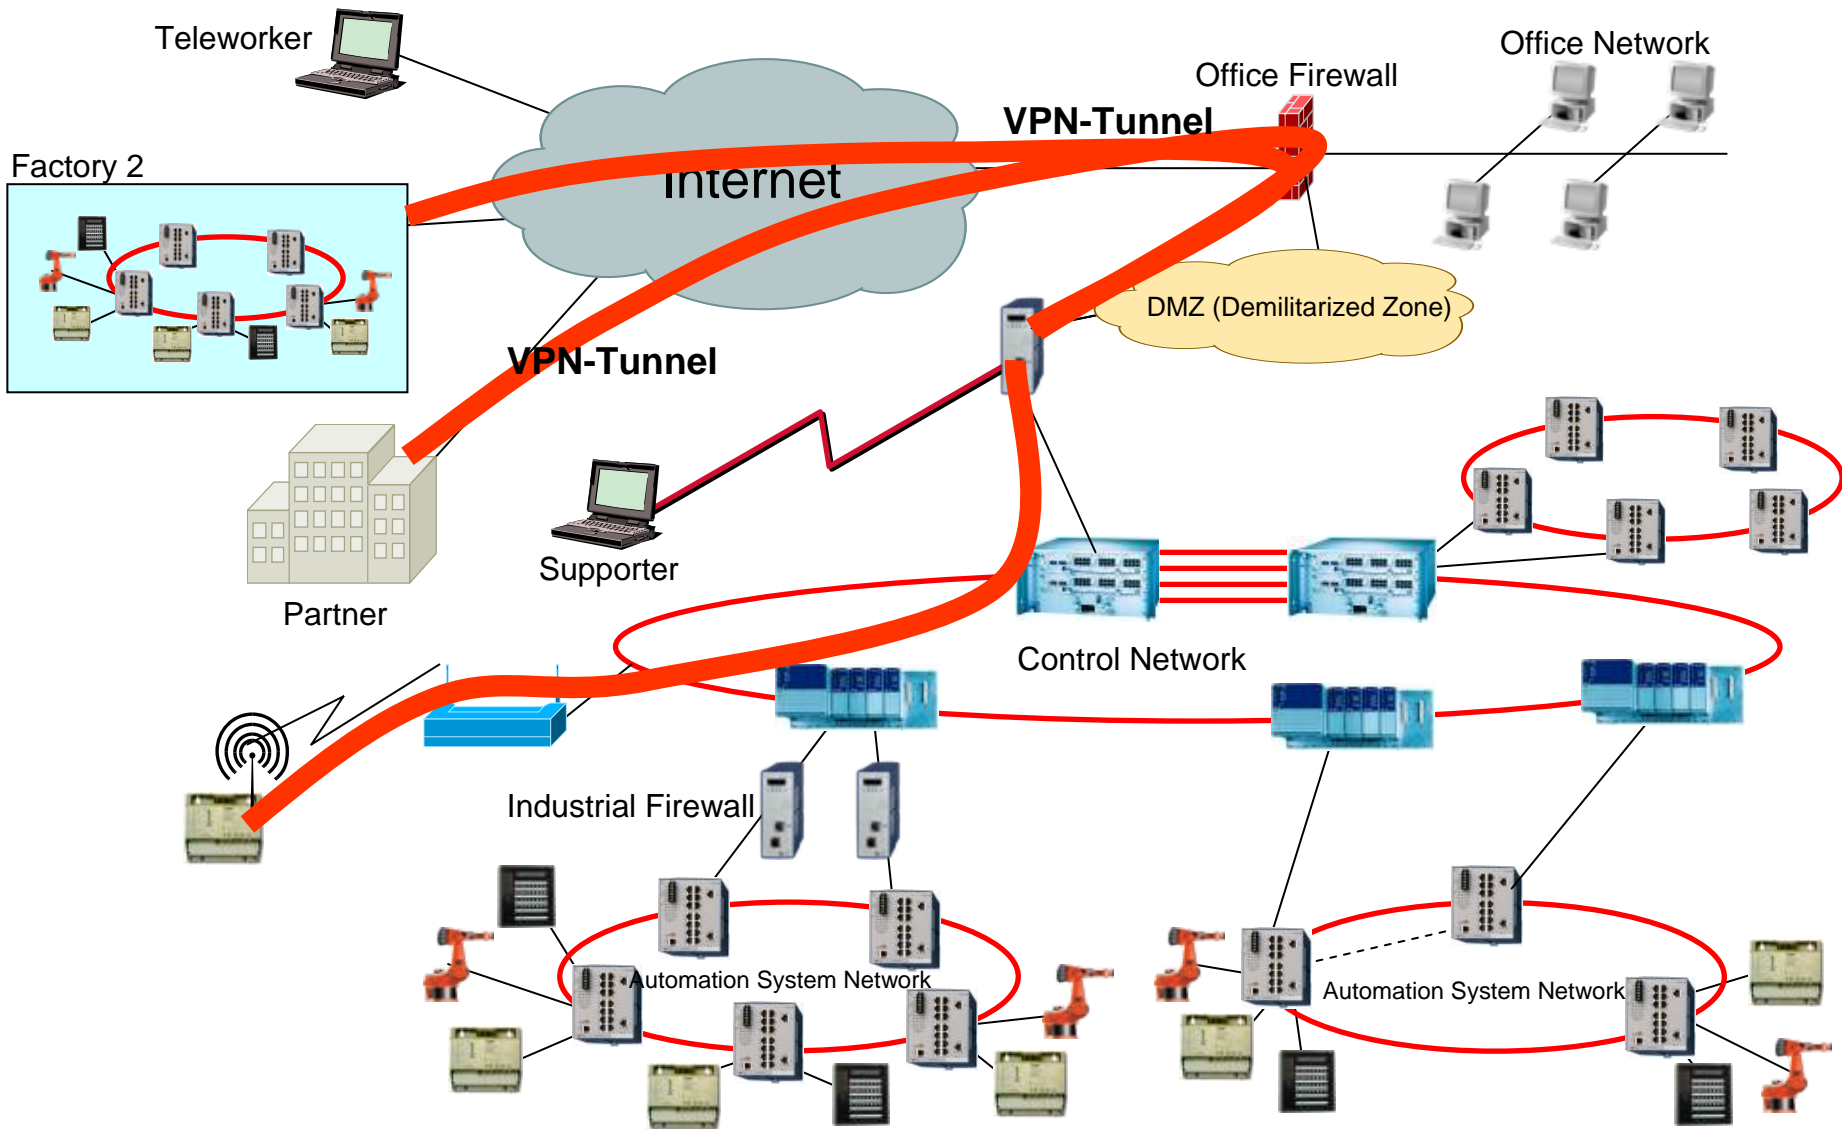 Teleworker
Office Network
Office Firewall
VPN-Tunnel
Factory 2
Internet
DMZ (Demilitarized Zone)
VPN-Tunnel
Supporter
Partner
Control Network
Industrial Firewall
Automation System Network
Automation System Network